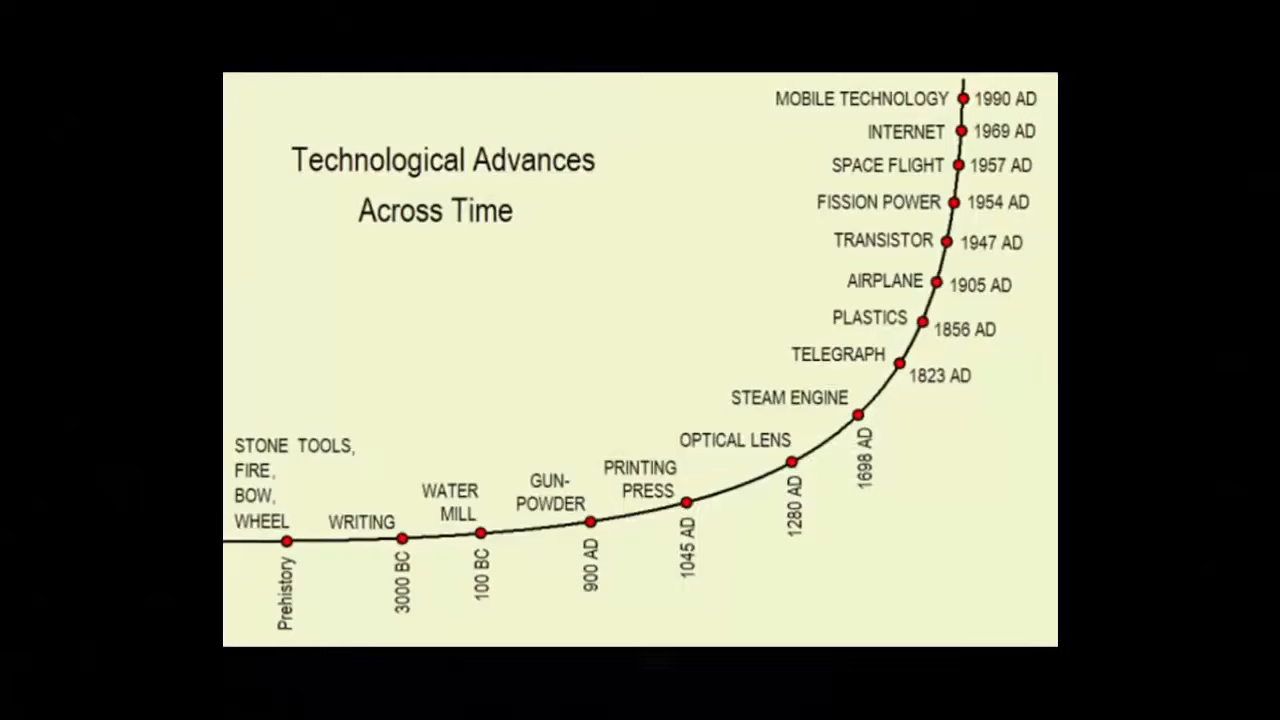 Technological Advances
Across Time
MOBILE TECHNOLOGY 1990 AD
INTERNET 1969 AD
SPACE FLIGHT 1957 AD
FISSION POWER 1954 AD
TRANSISTOR 1947 AD
AIRPLANE 1905 AD
PLASTICS 1856 AD
TELEGRAPH 1823 AD
STEAM ENGINE
1698 AD
OPTICAL LENS
1280 AD
PRINTING
PRESS
1045 AD
GUN-
POWDER
900 AD
WATER
MILL
100 BC
WRITING
3000 BC
STONE TOOLS,
FIRE,
BOW,
WHEEL
Prehistory